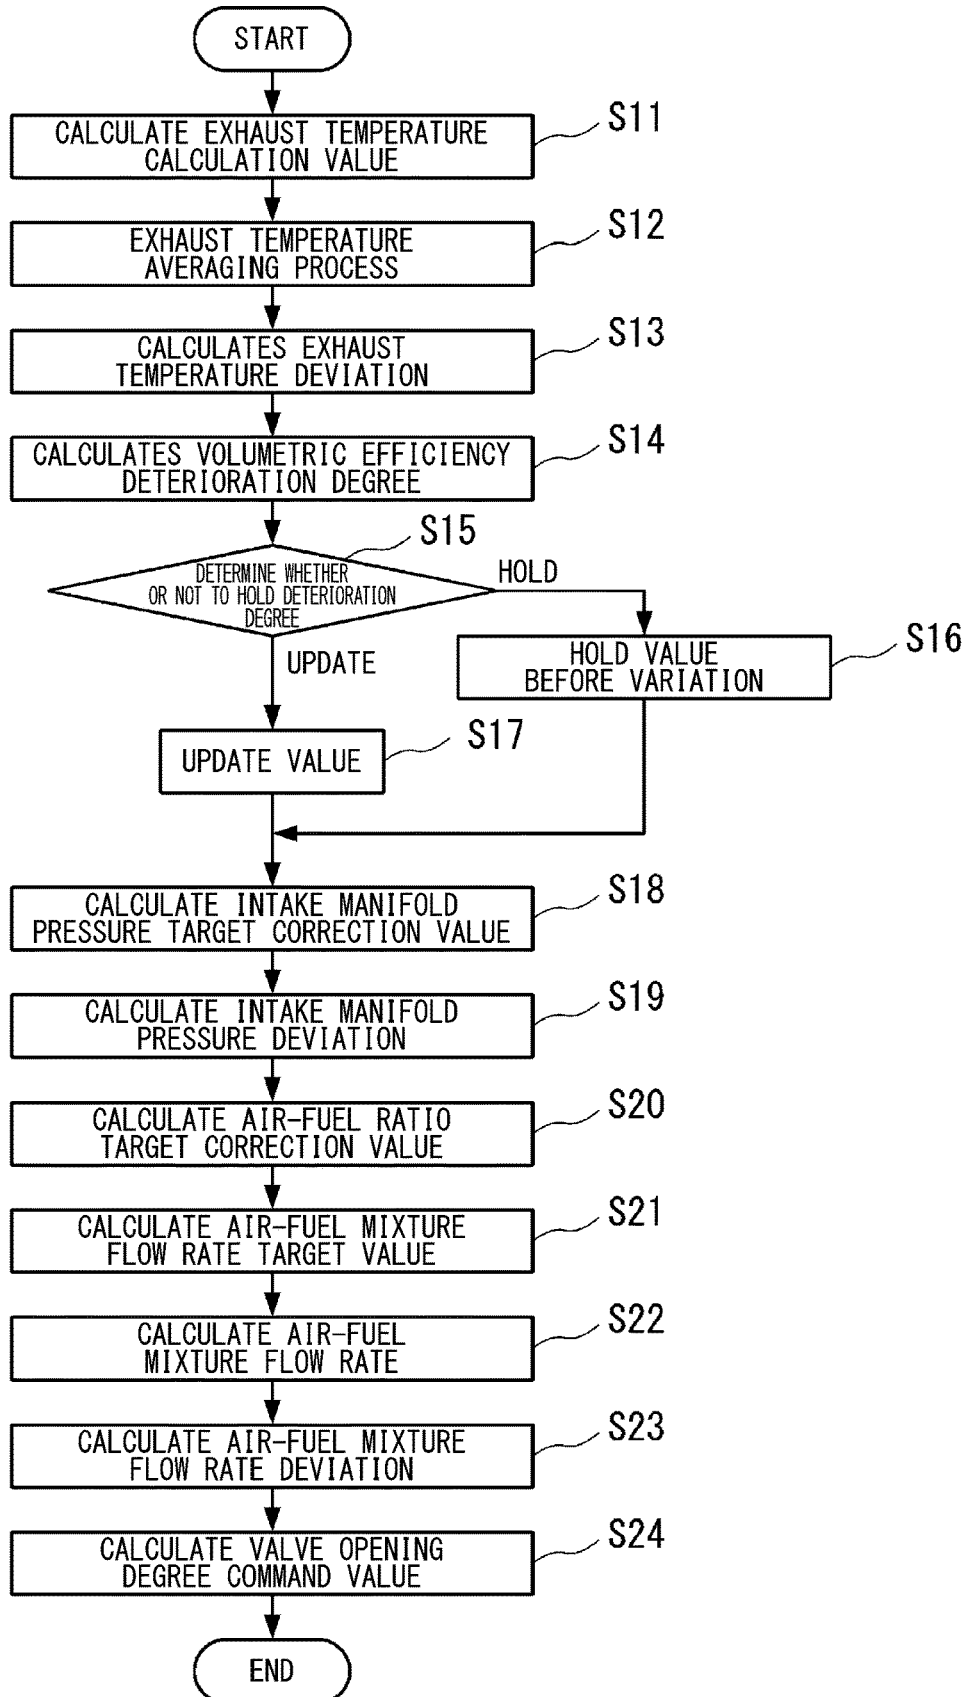 START
CALCULATE EXHAUST TEMPERATURE
CALCULATION VALUE
S11
EXHAUST TEMPERATURE
AVERAGING PROCESS
S12
CALCULATES EXHAUST
TEMPERATURE DEVIATION
S13
CALCULATES VOLUMETRIC EFFICIENCY
DETERIORATION DEGREE
S14
DETERMINE WHETHER
OR NOT TO HOLD DETERIORATION
DEGREE
S15
HOLD
UPDATE
HOLD VALUE
BEFORE VARIATION
S16
UPDATE VALUE
S17
CALCULATE INTAKE MANIFOLD
PRESSURE TARGET CORRECTION VALUE
S18
CALCULATE INTAKE MANIFOLD
PRESSURE DEVIATION
S19
CALCULATE AIR-FUEL RATIO
TARGET CORRECTION VALUE
S20
CALCULATE AIR-FUEL MIXTURE
FLOW RATE TARGET VALUE
S21
CALCULATE AIR-FUEL
MIXTURE FLOW RATE
S22
CALCULATE AIR-FUEL MIXTURE
FLOW RATE DEVIATION
S23
CALCULATE VALVE OPENING
DEGREE COMMAND VALUE
S24
END